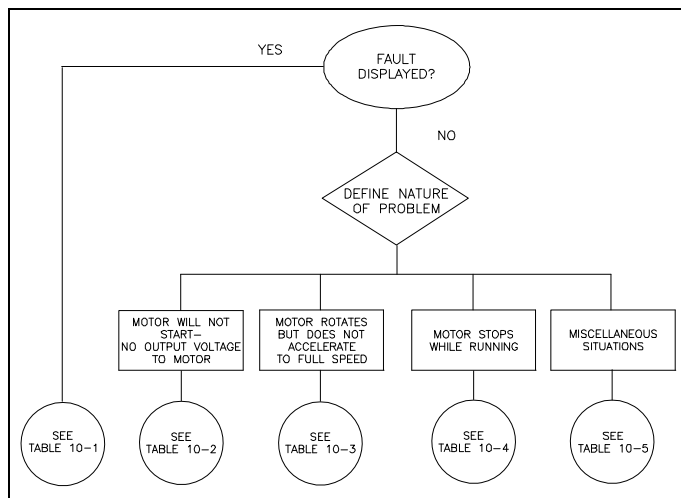 YES
FAULT
DISPLAYED?
NO
DEFINE NATURE
OF PROBLEM
MOTOR WILL NOT
START–
NO OUTPUT VOLTAGE
TO MOTOR
MOTOR ROTATES
BUT DOES NOT
ACCELERATE
TO FULL SPEED
MOTOR STOPS
WHILE RUNNING
MISCELLANEOUS
SITUATIONS
SEE
TABLE 10–1
SEE
TABLE 10–2
SEE
TABLE 10–3
SEE
TABLE 10–4
SEE
TABLE 10–5